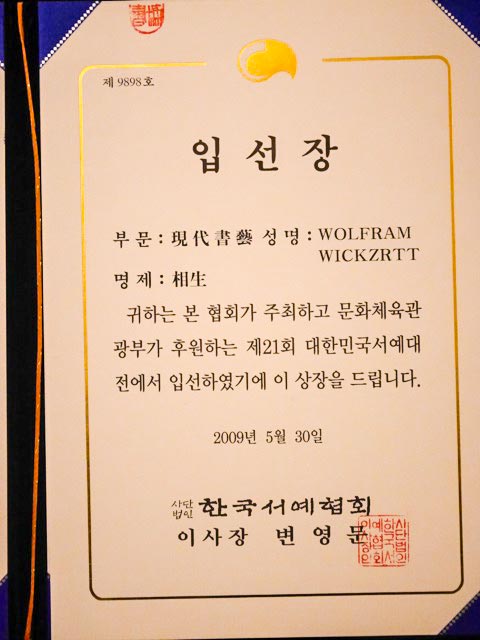 제 9898 호
입선장
부문 : 現代書藝 성명 : WOLFRAM
WICKZRTT
명제 : 相生
귀하는 본 협회가 주최하고 문화체육관
광부가 후원하는 제21회 대한민국서예대
전에서 입선하였기에 이 상장을 드립니다.
2009년 5월 30일
사단
법인 한국서예협회
이사장 변영문